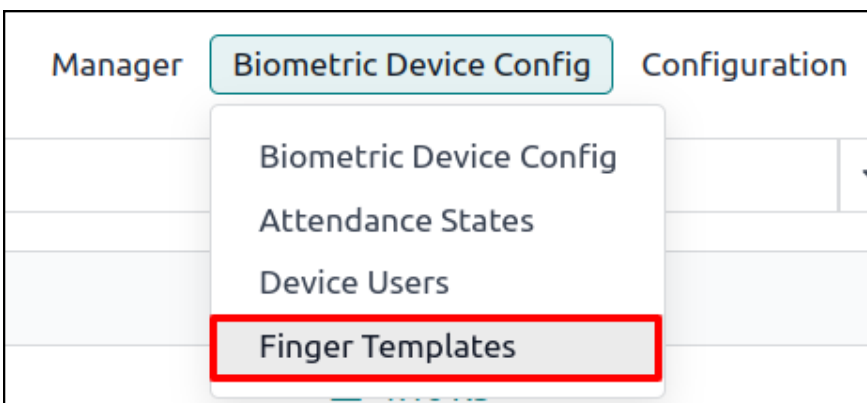 Manager Biometric Device Config Configuration
Biometric Device Config
Attendance States
Device Users
Finger Templates